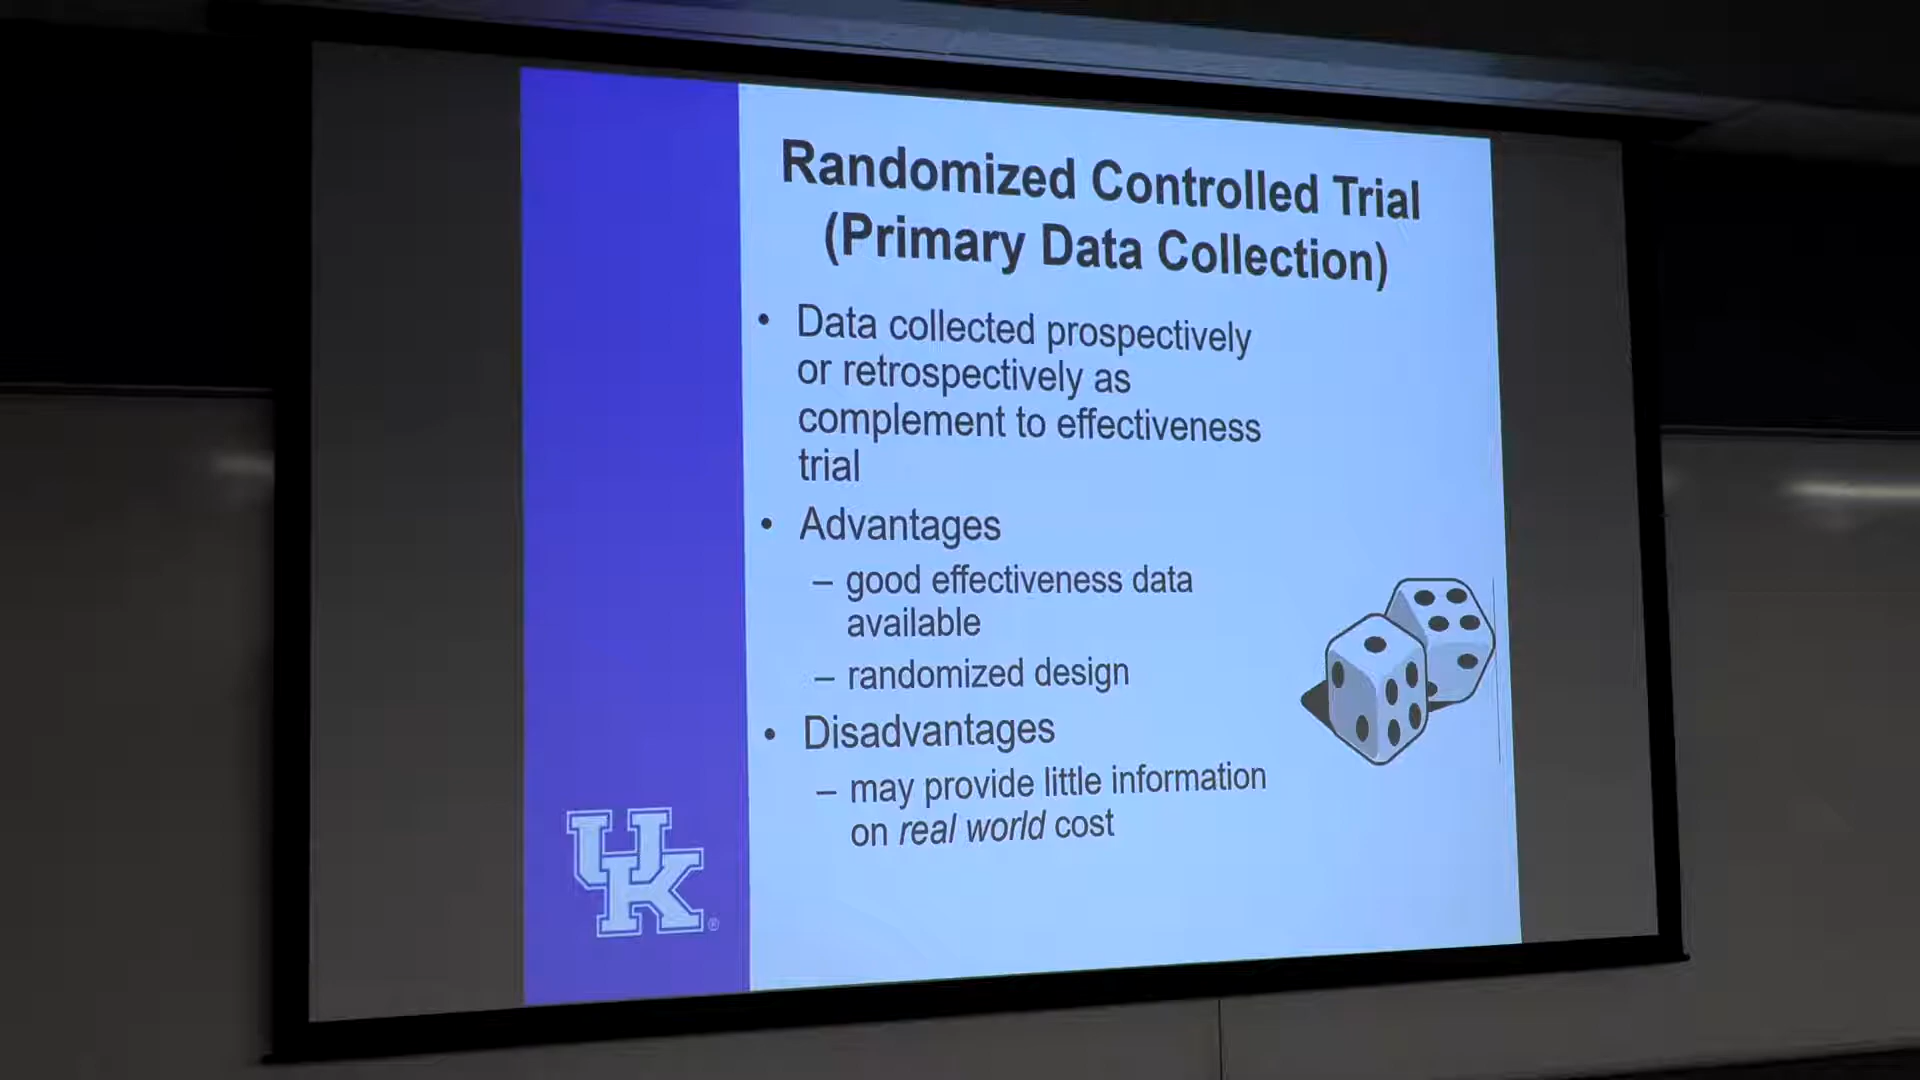 Randomized Controlled Trial
(Primary Data Collection)
• Data collected prospectively
or retrospectively as
complement to effectiveness
trial
• Advantages
– good effectiveness data
available
– randomized design
• Disadvantages
– may provide little information
on real world cost
UK®